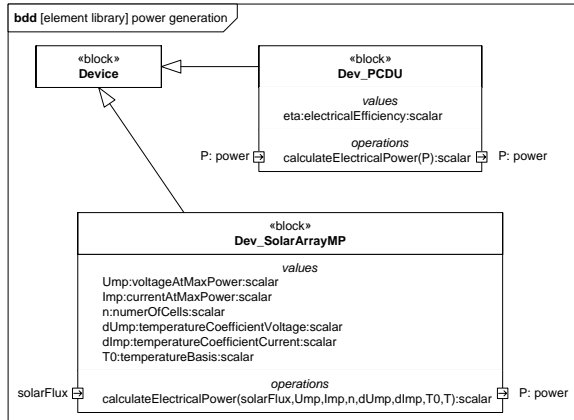 bdd [element library] power generation
«block»
Device
«block»
Dev_PCDU
values
eta:electricalEfficiency:scalar
operations
P: power
calculateElectricalPower(P):scalar
P: power
«block»
Dev_SolarArrayMP
values
Ump:voltageAtMaxPower:scalar
Imp:currentAtMaxPower:scalar
n:numerOfCells:scalar
dUmp:temperatureCoefficientVoltage:scalar
dImp:temperatureCoefficientCurrent:scalar
T0:temperatureBasis:scalar
operations
solarFlux
calculateElectricalPower(solarFlux,Ump,Imp,n,dUmp,dImp,T0,T):scalar
P: power